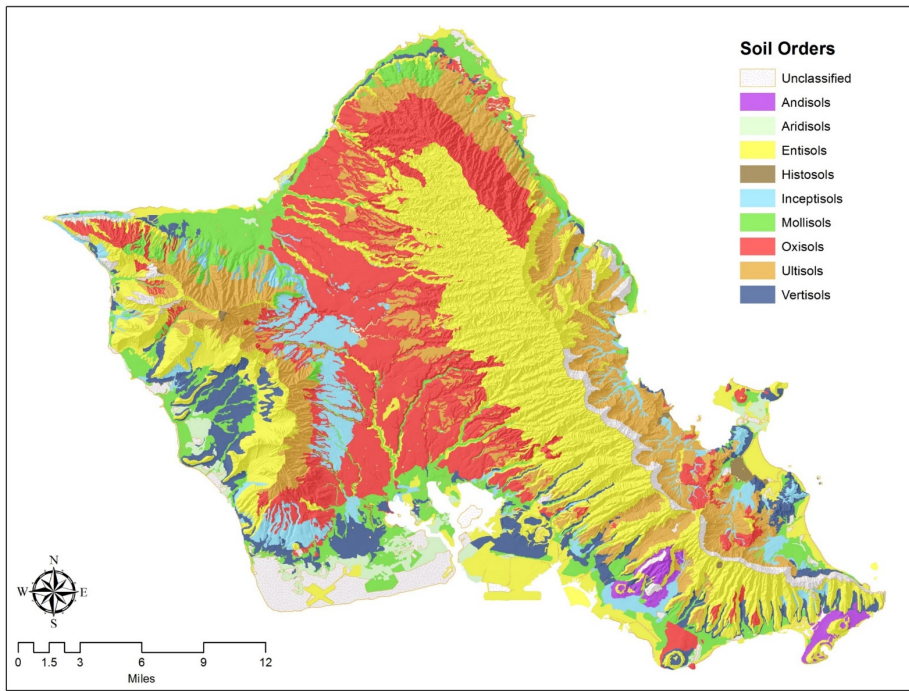 Soil Orders
Unclassified
Andisols
Aridisols
Entisols
Histosols
Inceptisols
Mollisols
Oxisols
Ultisols
Vertisols
N
W E
S
0 1.5 3 6 9 12
Miles